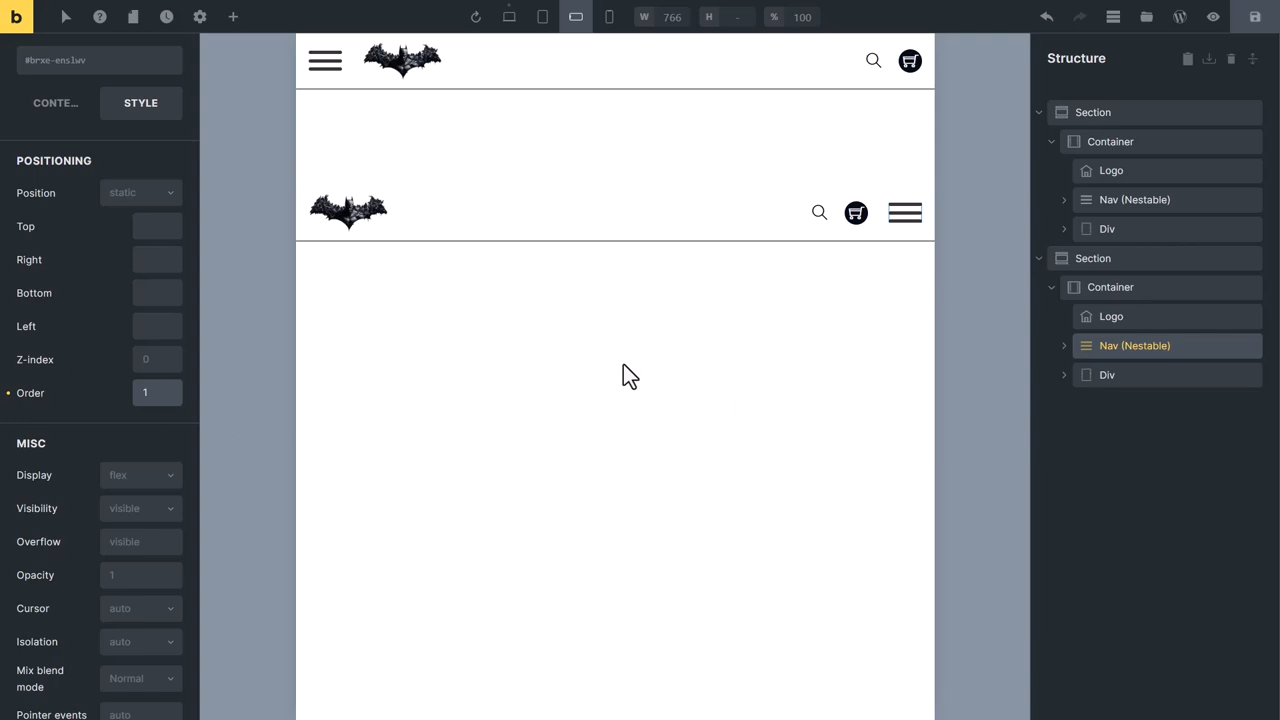 b
W 766
H -
% 100
#brxe-enslwv
CONTE...
STYLE
POSITIONING
Position static
Top
Right
Bottom
Left
Z-index 0
Order 1
MISC
Display flex
Visibility visible
Overflow visible
Opacity 1
Cursor auto
Isolation auto
Mix blend
mode Normal
Pointer events auto
Structure
Section
Container
Logo
Nav (Nestable)
Div
Section
Container
Logo
Nav (Nestable)
Div